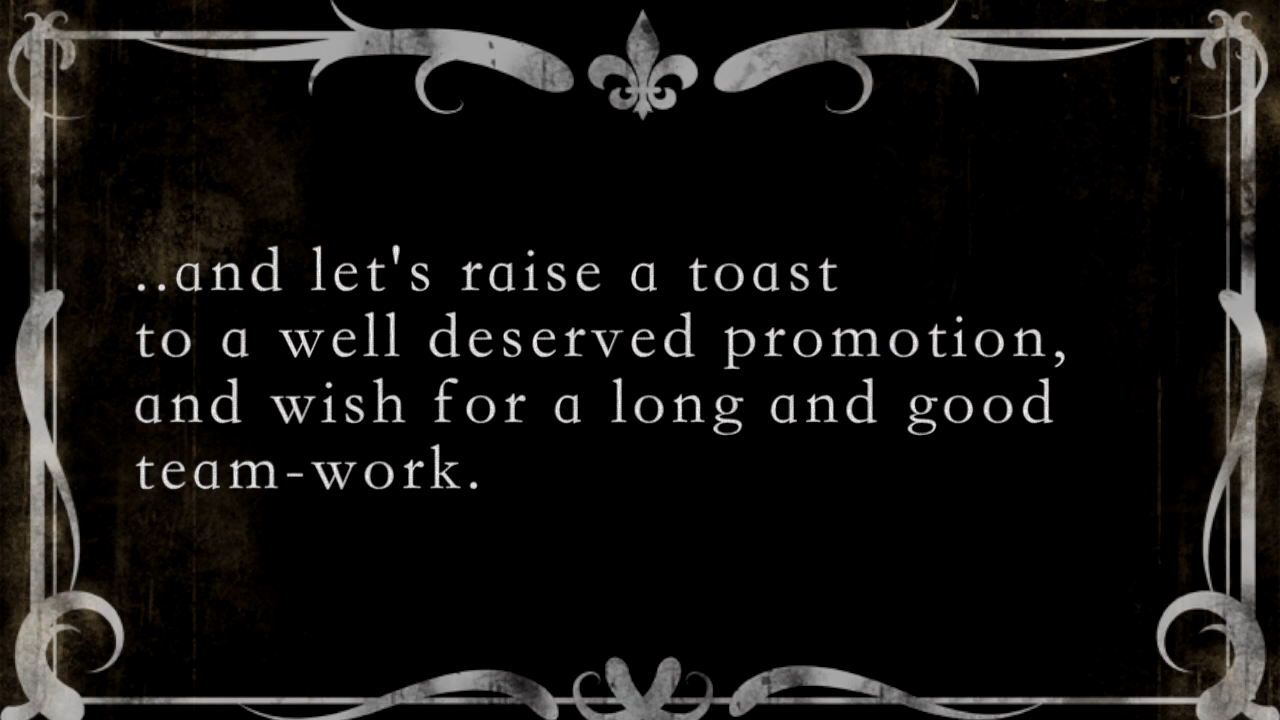 ..and let's raise a toast
to a well deserved promotion,
and wish for a long and good
team-work.